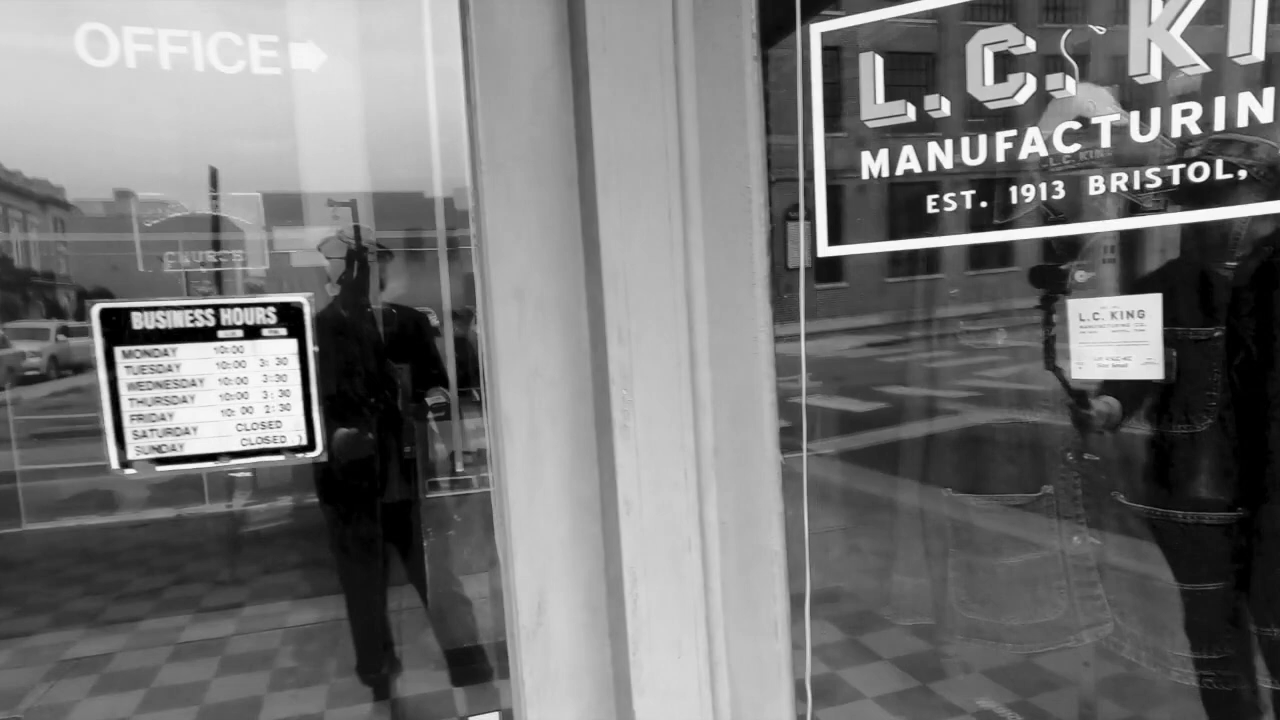 OFFICE
BUSINESS HOURS
MONDAY 10:00
TUESDAY 10:00 3:30
WEDNESDAY 10:00 3:30
THURSDAY 10:00 3:30
FRIDAY 10:00 2:30
SATURDAY CLOSED
SUNDAY CLOSED
L.C. KI
MANUFACTURIN
EST. 1913 BRISTOL,
L.C. KING
L.C. KING
MANUFACTURING CO.